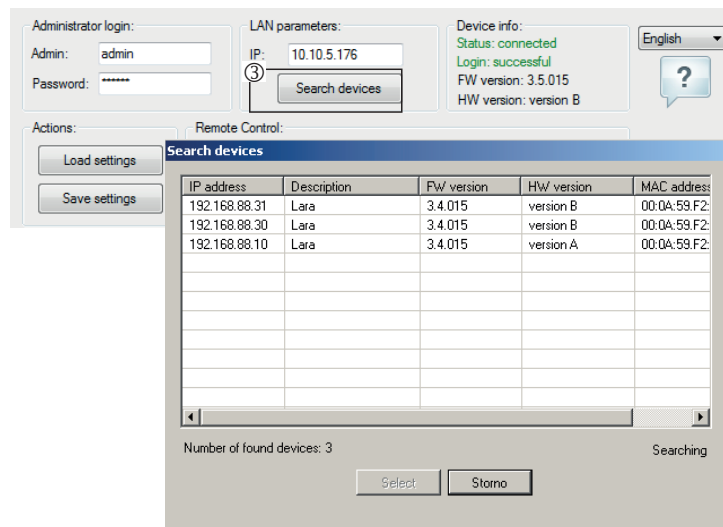 Administrator login:
Admin: admin
Password: ******
LAN parameters:
IP: 10.10.5.176
③
Search devices
Device info:
Status: connected
Login: successful
FW version: 3.5.015
HW version: version B
English
?
Actions:
Load settings
Save settings
Remote Control:
Search devices
IP address Description FW version HW version MAC address
192.168.88.31 Lara 3.4.015 version B 00:0A:59:F2:
192.168.88.30 Lara 3.4.015 version B 00:0A:59:F2:
192.168.88.10 Lara 3.4.015 version A 00:0A:59:F2:
Number of found devices: 3
Searching
Select Storno